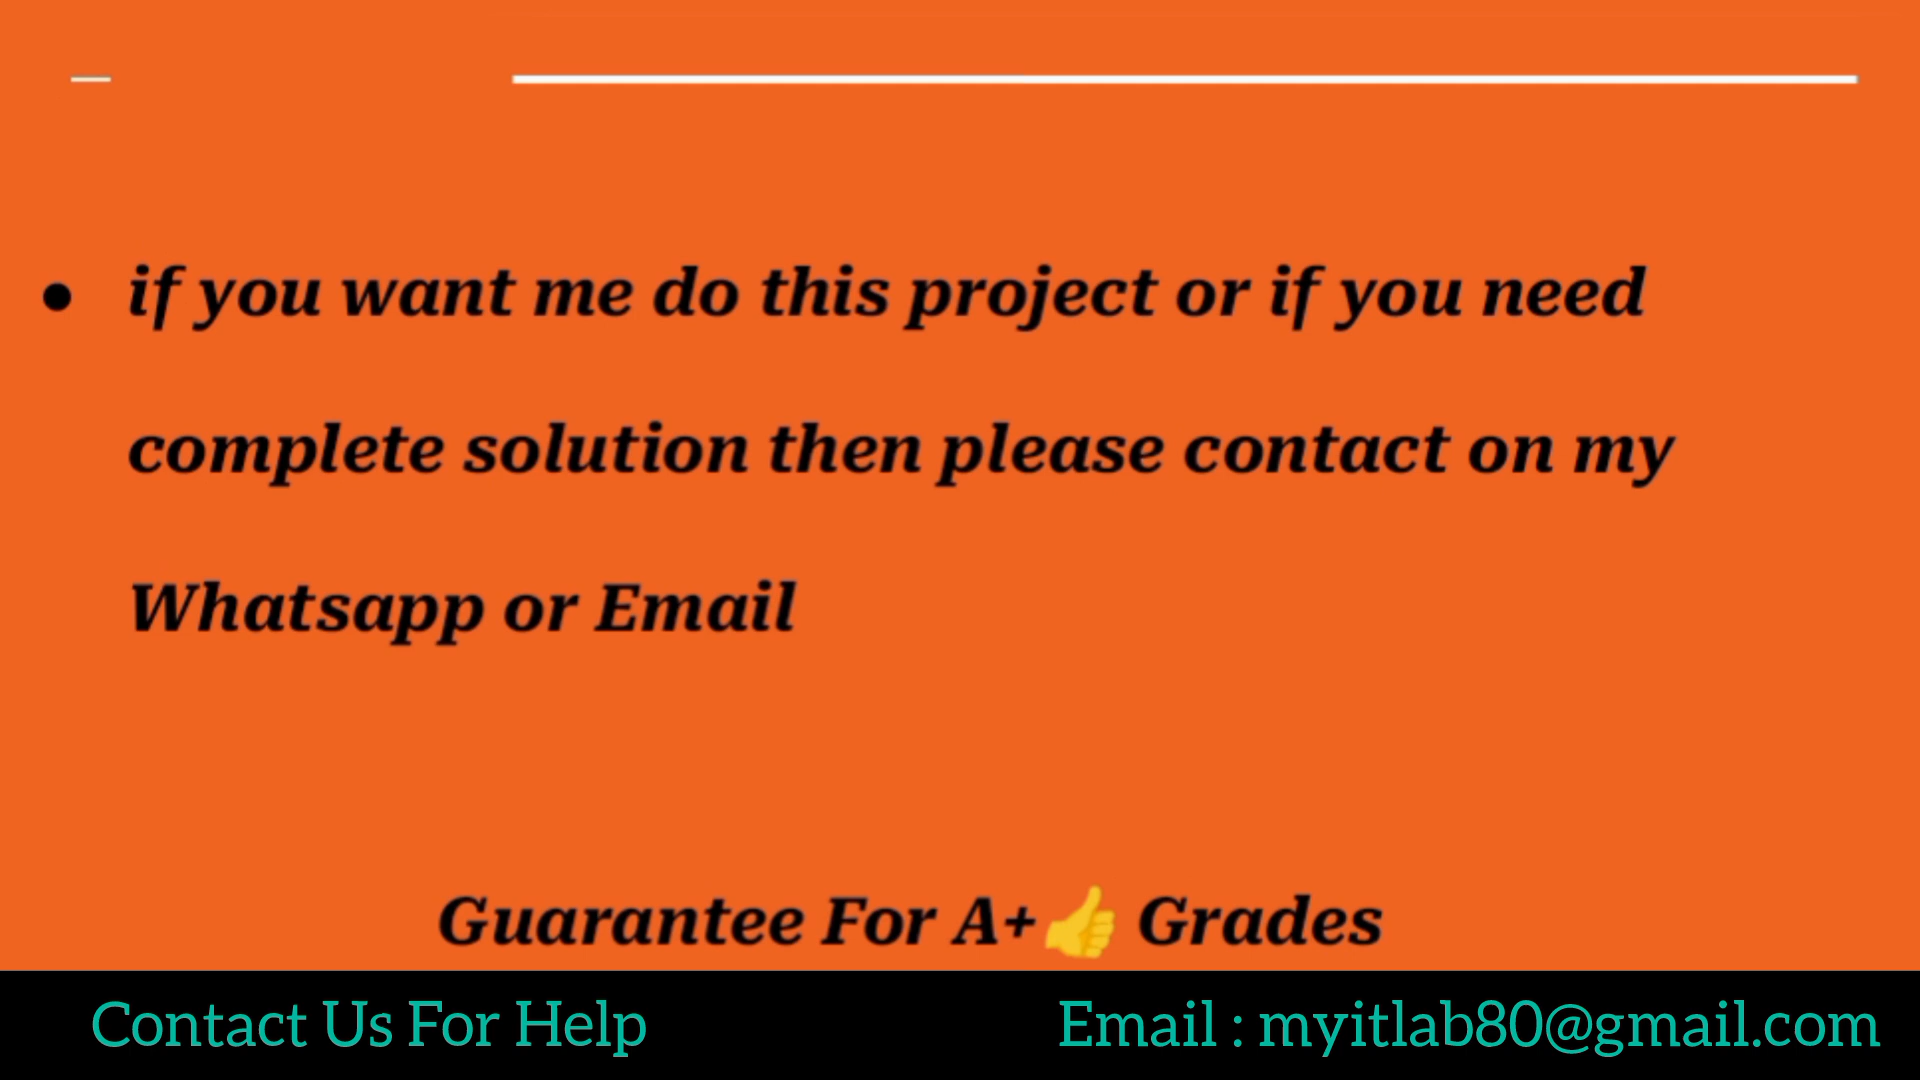 ● if you want me do this project or if you need
complete solution then please contact on my
Whatsapp or Email
Guarantee For A+👍 Grades
Contact Us For Help
Email : myitlab80@gmail.com